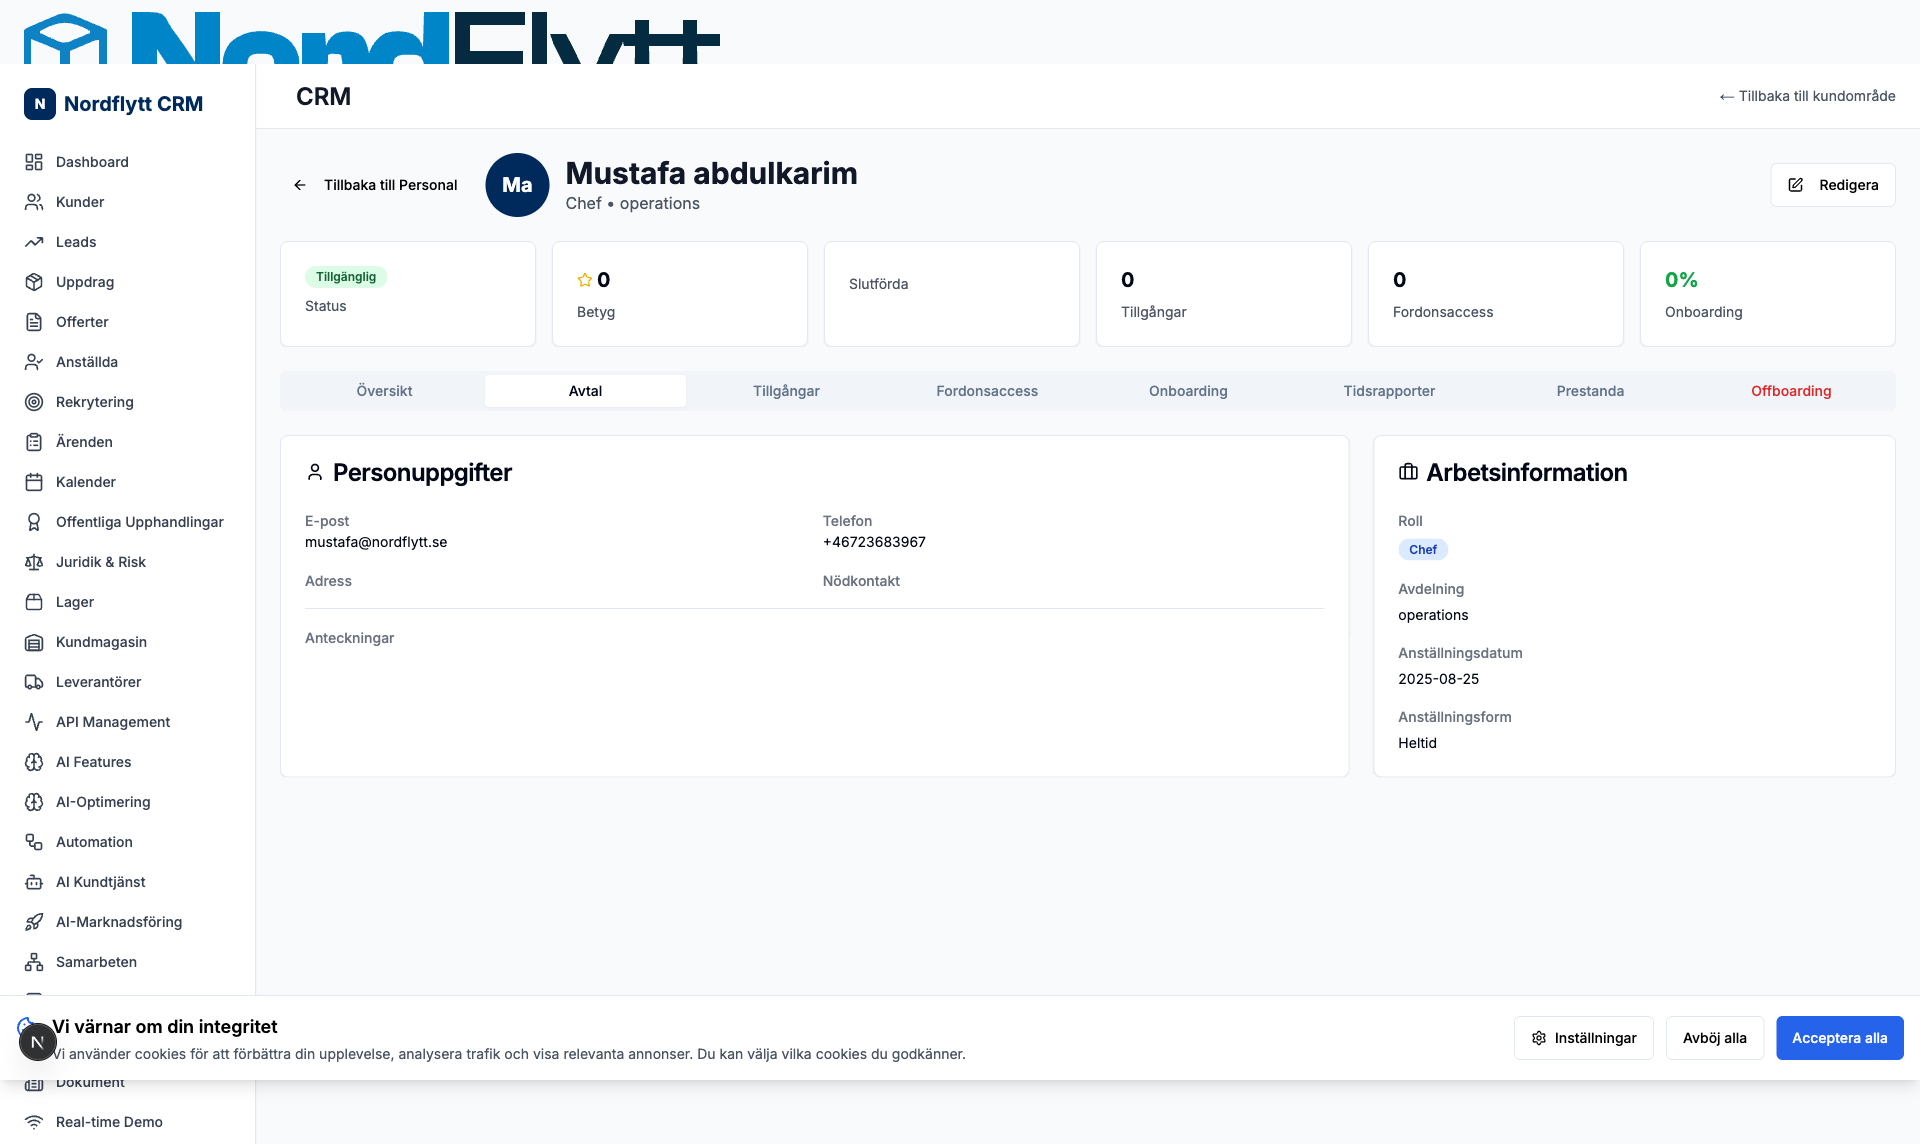 NordFlytt
N Nordflytt CRM
Dashboard
Kunder
Leads
Uppdrag
Offerter
Anställda
Rekrytering
Ärenden
Kalender
Offentliga Upphandlingar
Juridik & Risk
Lager
Kundmagasin
Leverantörer
API Management
AI Features
AI-Optimering
Automation
AI Kundtjänst
AI-Marknadsföring
Samarbeten
Dokument
Real-time Demo
CRM
← Tillbaka till kundområde
Tillbaka till Personal
Ma
Mustafa abdulkarim
Chef • operations
Redigera
Tillgänglig
Status
0
Betyg
Slutförda
0
Tillgångar
0
Fordonsaccess
0%
Onboarding
Översikt
Avtal
Tillgångar
Fordonsaccess
Onboarding
Tidsrapporter
Prestanda
Offboarding
Personuppgifter
E-post
mustafa@nordflytt.se
Telefon
+46723683967
Adress
Nödkontakt
Anteckningar
Arbetsinformation
Roll
Chef
Avdelning
operations
Anställningsdatum
2025-08-25
Anställningsform
Heltid
N
Vi värnar om din integritet
Vi använder cookies för att förbättra din upplevelse, analysera trafik och visa relevanta annonser. Du kan välja vilka cookies du godkänner.
Inställningar
Avböj alla
Acceptera alla